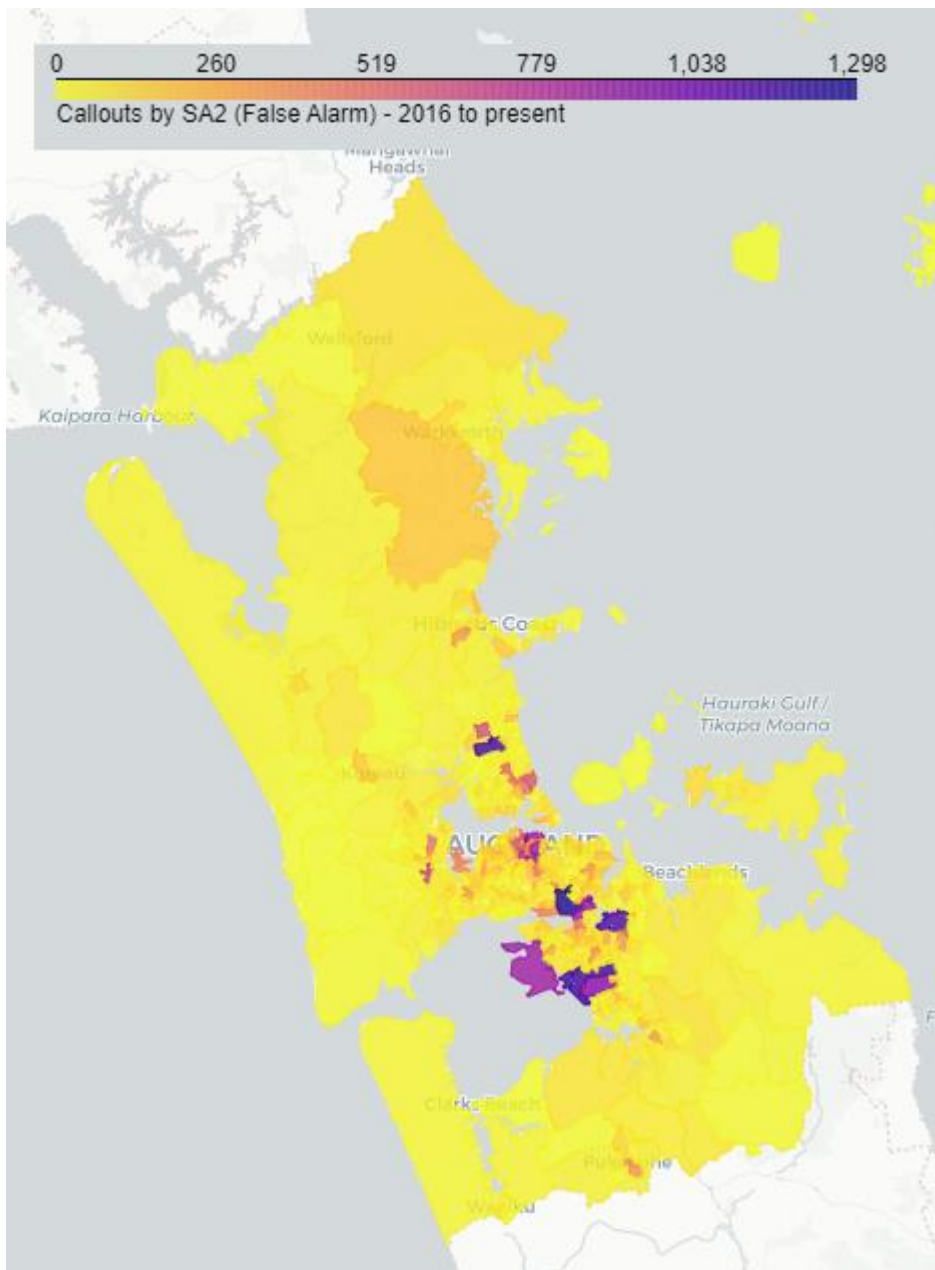 0 260 519 779 1,038 1,298
Callouts by SA2 (False Alarm) - 2016 to present
Heads
Wellsford
Kaipara Harbour
Warkworth
Hibiscus Coast
Hauraki Gulf /
Tikapa Moana
Kumeu
AUCKLAND
Beachlands
Clarks Beach
Pukekohe
Waiuku